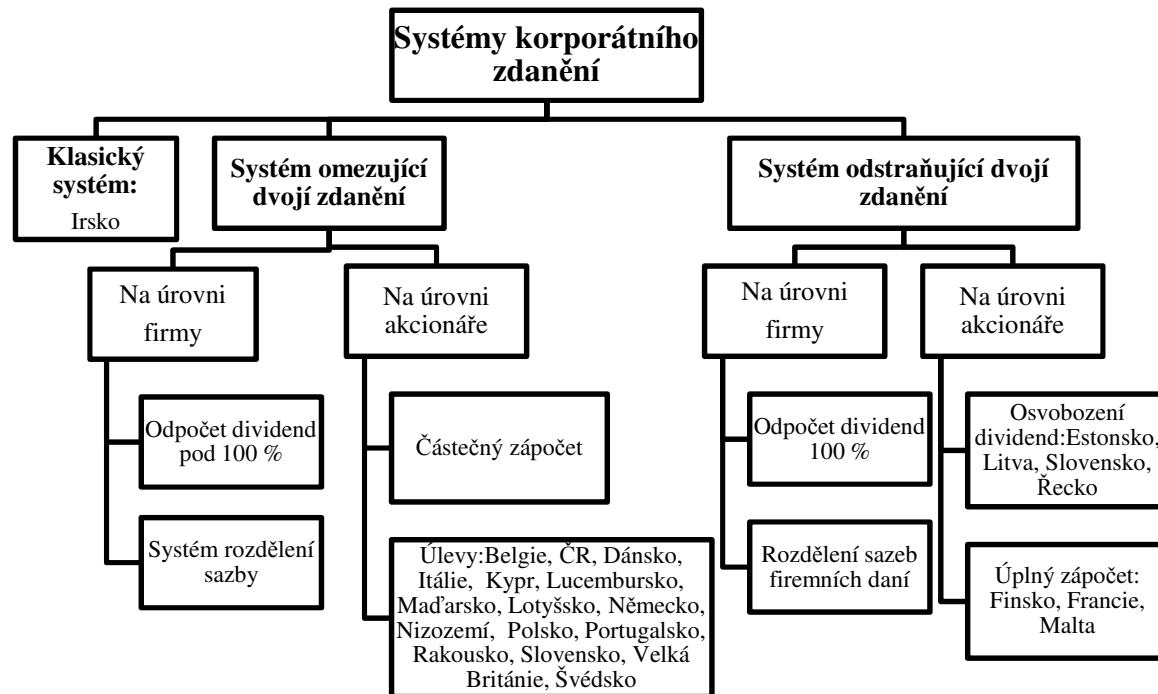 Systémy korporátního
zdanění
Klasický
systém:
Irsko
Systém omezující
dvojí zdanění
Systém odstraňující dvojí
zdanění
Na úrovni
firmy
Na úrovni
akcionáře
Na úrovni
firmy
Na úrovni
akcionáře
Odpočet dividend
pod 100 %
Částečný zápočet
Odpočet dividend
100 %
Osvobození
dividend:Estonsko,
Litva, Slovensko,
Řecko
Systém rozdělení
sazby
Úlevy:Belgie, ČR, Dánsko,
Itálie, Kypr, Lucembursko,
Maďarsko, Lotyšsko, Německo,
Nizozemí, Polsko, Portugalsko,
Rakousko, Slovensko, Velká
Británie, Švédsko
Rozdělení sazeb
firemních daní
Úplný zápočet:
Finsko, Francie,
Malta